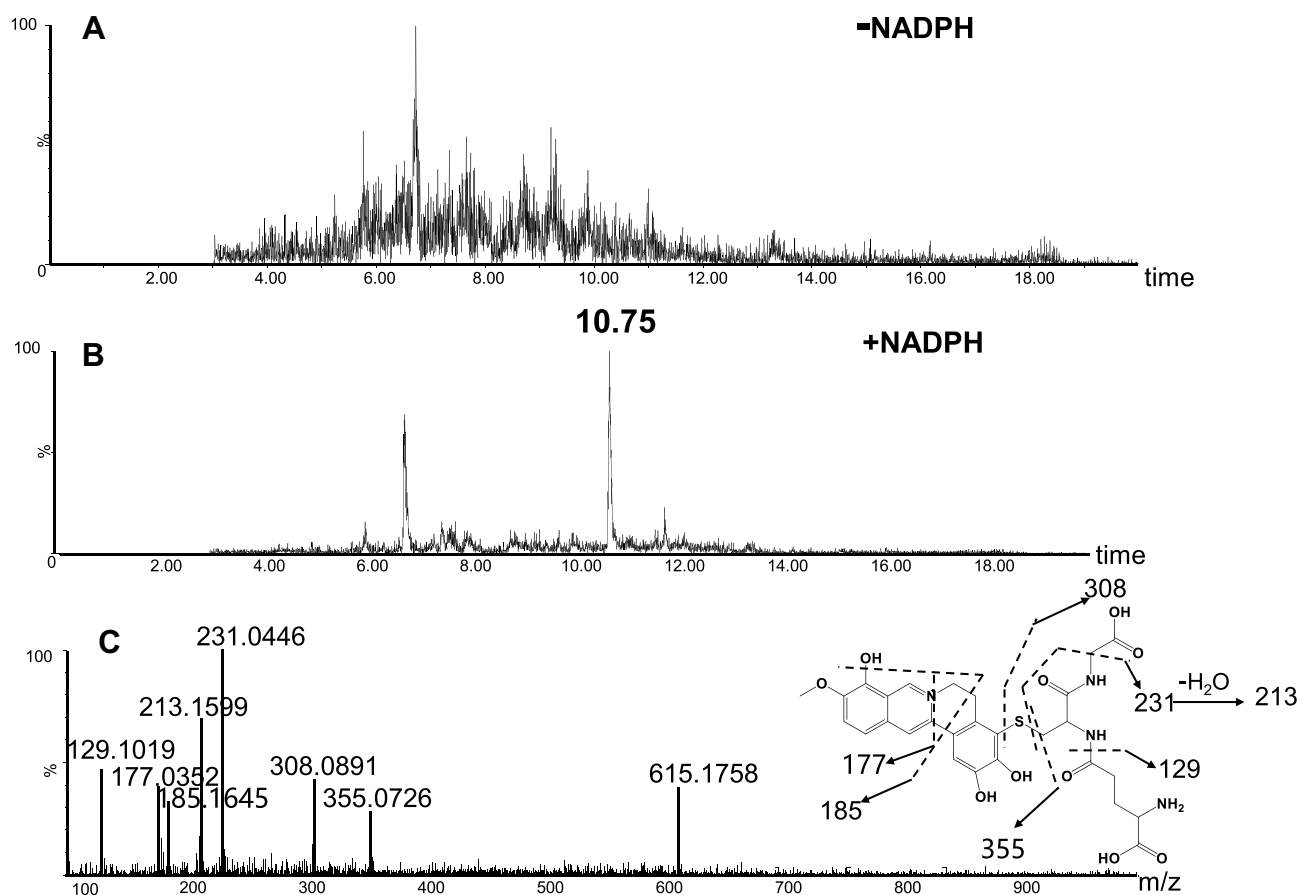 100
A
-NADPH
%
0
2.00 4.00 6.00 8.00 10.00 12.00 14.00 16.00 18.00
time
10.75
100
B
+NADPH
%
0
2.00 4.00 6.00 8.00 10.00 12.00 14.00 16.00 18.00
time
C
100
231.0446
213.1599
129.1019
177.0352
185.1645
308.0891
355.0726
615.1758
%
100 200 300 400 500 600 700 800 900
m/z
308
OH
O
NH
O
231
-H2O
213
OH
O
N
S
NH
O
129
177
185
OH
OH
355
NH2
HO
O